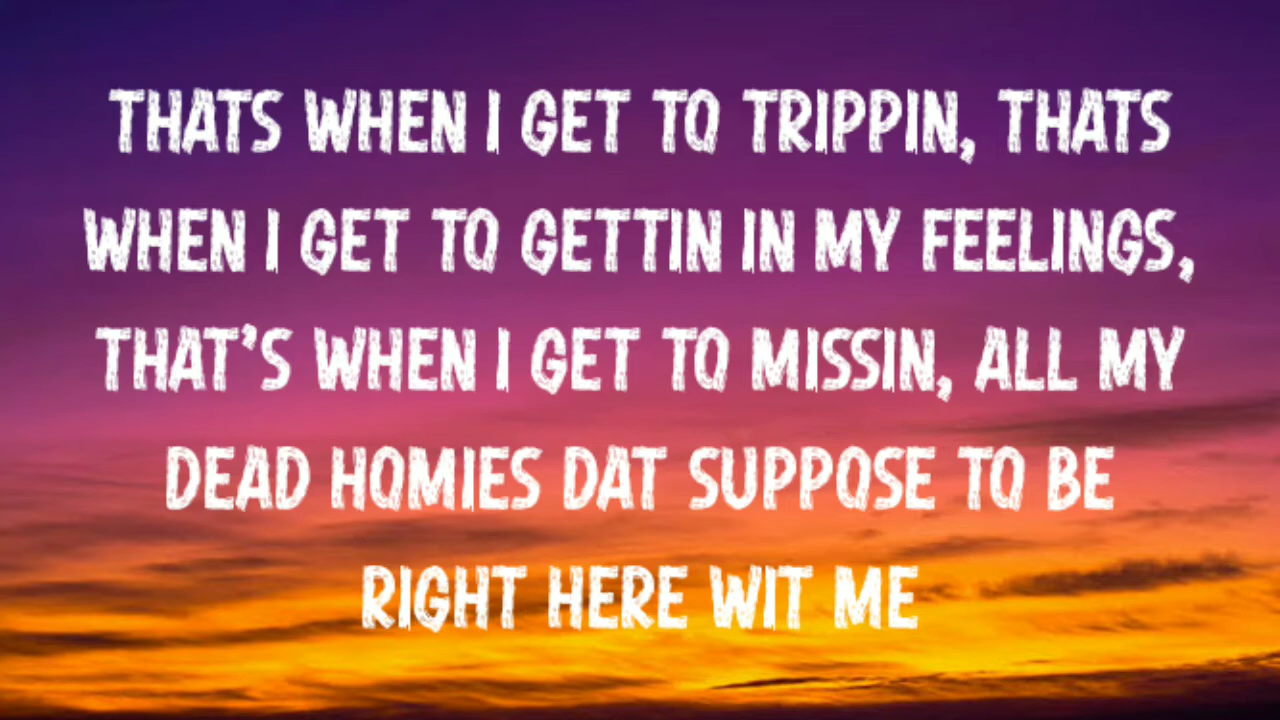 THATS WHEN I GET TO TRIPPIN, THATS
WHEN I GET TO GETTIN IN MY FEELINGS,
THAT'S WHEN I GET TO MISSIN, ALL MY
DEAD HOMIES DAT SUPPOSE TO BE
RIGHT HERE WIT ME